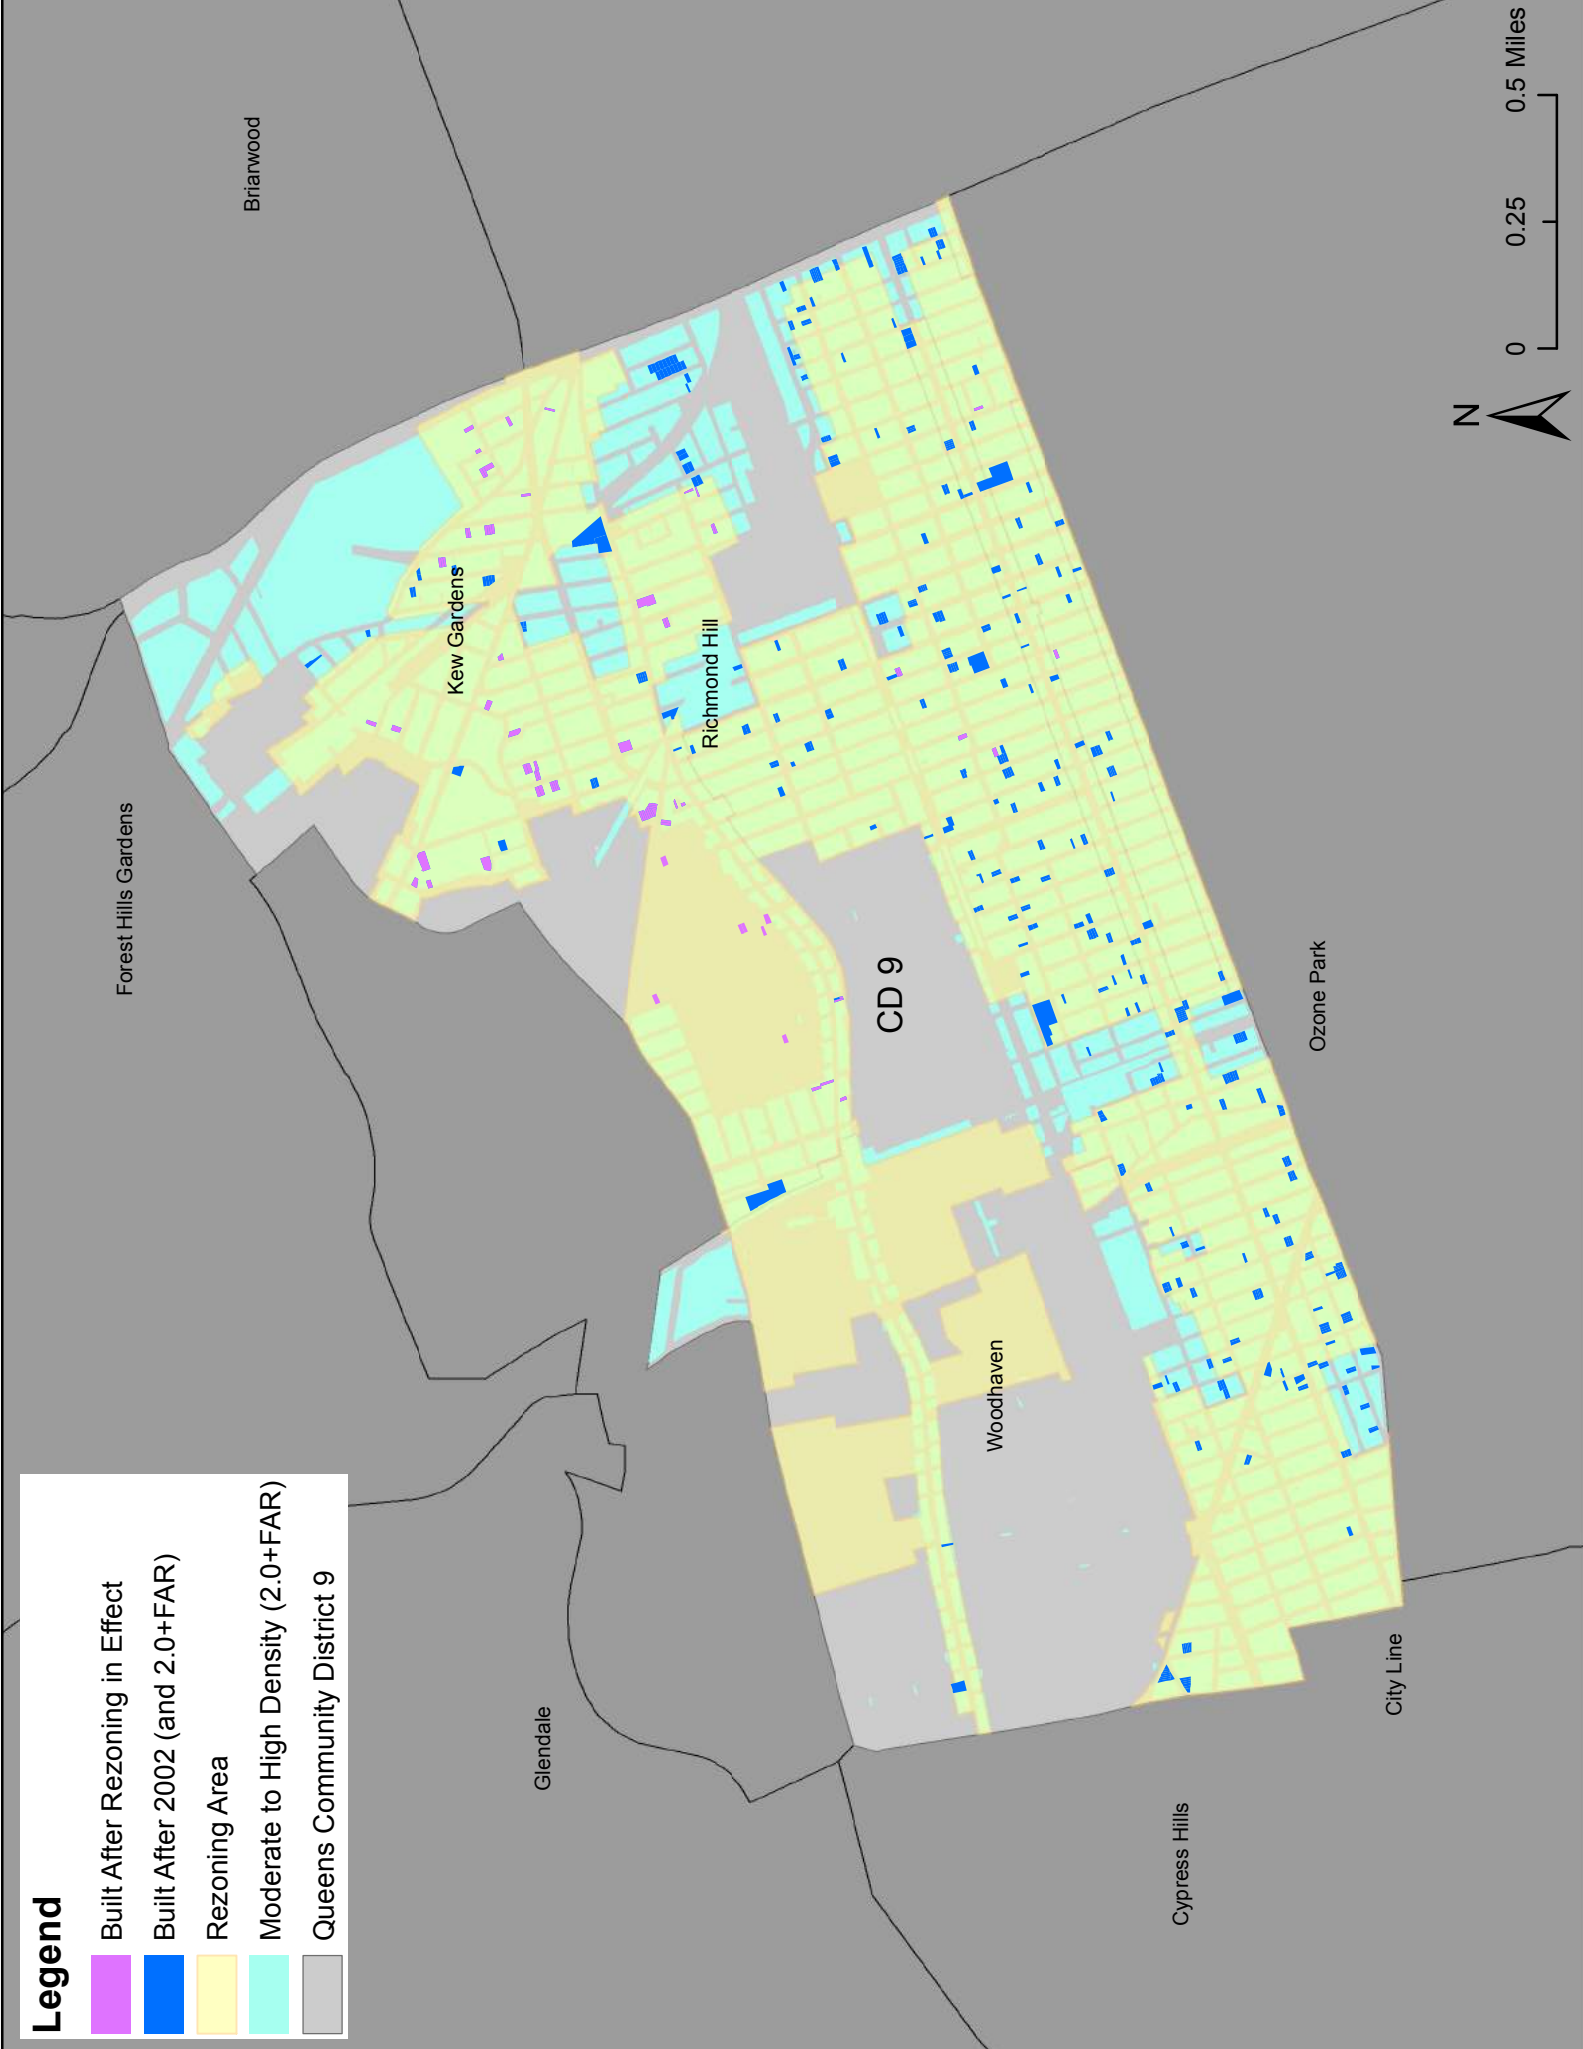 Legend
Built After Rezoning in Effect
Built After 2002 (and 2.0+FAR)
Rezoning Area
Moderate to High Density (2.0+FAR)
Queens Community District 9
Forest Hills Gardens
Briarwood
Kew Gardens
Glendale
Richmond Hill
CD 9
Woodhaven
Cypress Hills
Ozone Park
City Line
N
0
0.25
0.5 Miles